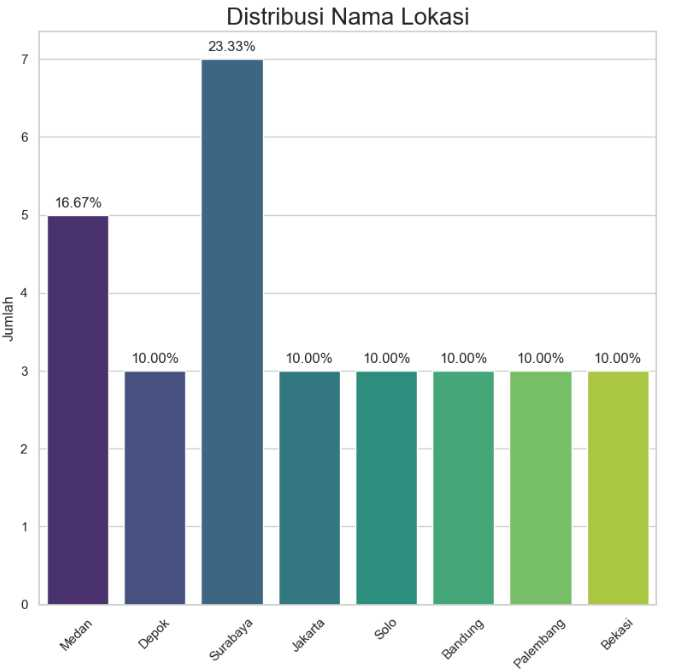 Distribusi Nama Lokasi
23.33%
16.67%
10.00%
10.00%
10.00%
10.00%
10.00%
10.00%
Jumlah
7
6
5
4
3
2
1
0
Medan
Depok
Surabaya
Jakarta
Solo
Bandung
Palembang
Bekasi